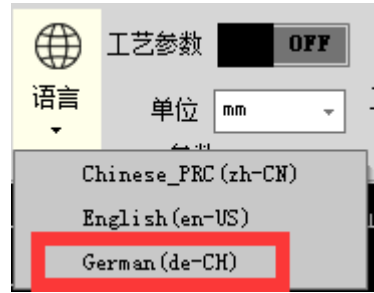 工艺参数 OFF
语言
单位 mm
Chinese_PRC(zh-CN)
English(en-US)
German(de-CH)